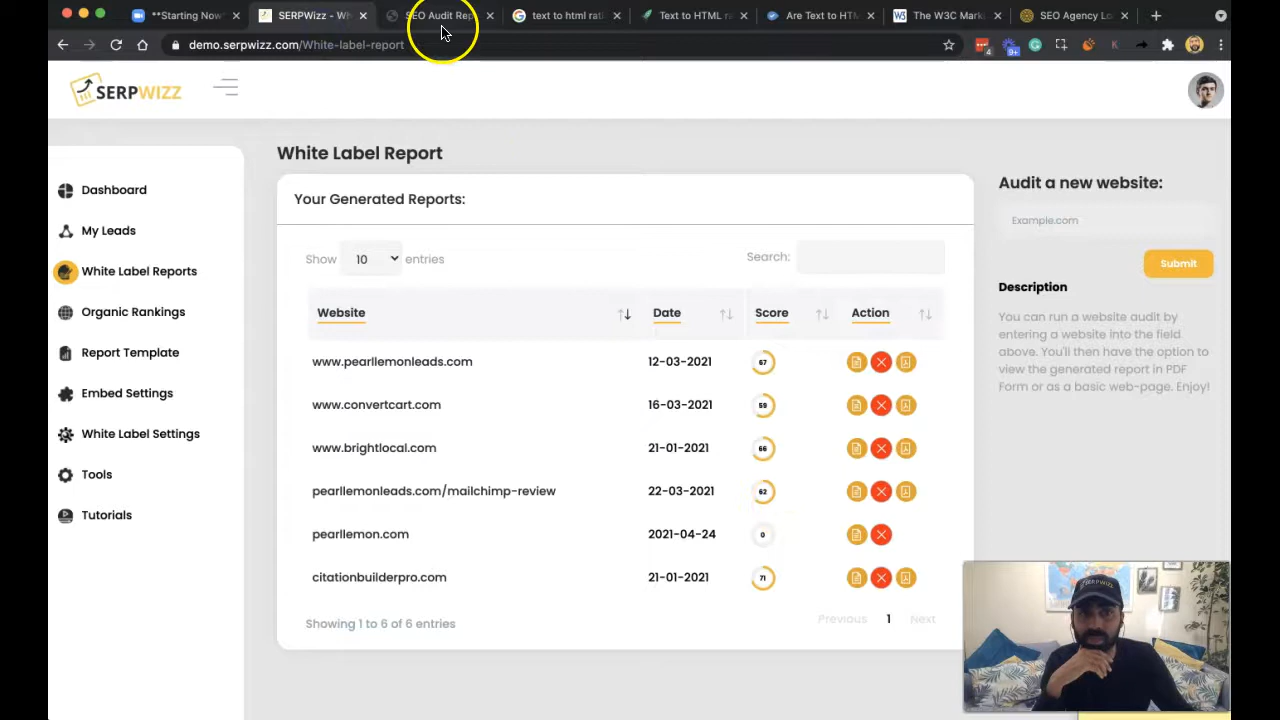 **Starting Now*
SERPWizz - Wh
SEO Audit Rep
text to html rati
Text to HTML r
Are Text to HTM
The W3C Marki
SEO Agency Lo
demo.serpwizz.com/White-label-report
4
9+
K
SERPWIZZ
White Label Report
Dashboard
My Leads
White Label Reports
Organic Rankings
Report Template
Embed Settings
White Label Settings
Tools
Tutorials
Your Generated Reports:
Show 10 entries
Search:
Website Date Score Action
www.pearllemonleads.com 12-03-2021 67
www.convertcart.com 16-03-2021 59
www.brightlocal.com 21-01-2021 66
pearllemonleads.com/mailchimp-review 22-03-2021 62
pearllemon.com 2021-04-24 0
citationbuilderpro.com 21-01-2021 71
Showing 1 to 6 of 6 entries
Previous 1 Next
Audit a new website:
Example.com
Submit
Description
You can run a website audit by
entering a website into the field
above. You'll then have the option to
view the generated report in PDF
Form or as a basic web-page. Enjoy!
SERPWIZZ